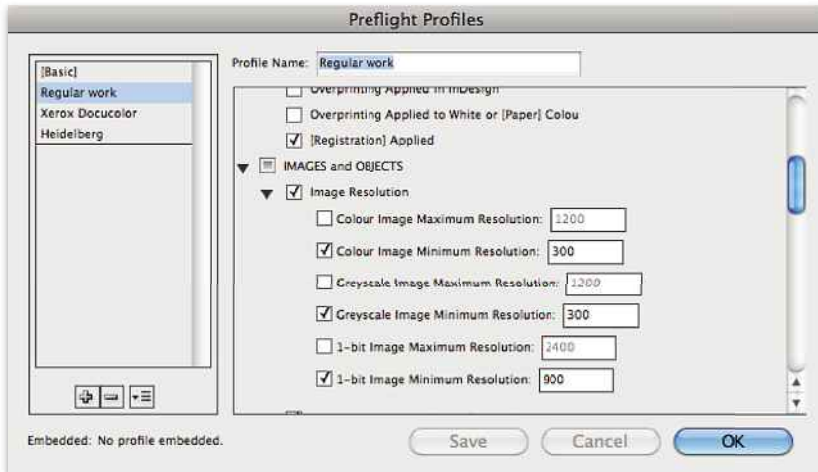 Preflight Profiles
[Basic]
Regular work
Xerox Docucolor
Heidelberg
Profile Name: Regular work
Overprinting Applied in InDesign
Overprinting Applied to White or [Paper] Colou
[Registration] Applied
IMAGES and OBJECTS
Image Resolution
Colour Image Maximum Resolution: 1200
Colour Image Minimum Resolution: 300
Greyscale Image Maximum Resolution: 1200
Greyscale Image Minimum Resolution: 300
1-bit Image Maximum Resolution: 2400
1-bit Image Minimum Resolution: 900
Embedded: No profile embedded.
Save Cancel OK